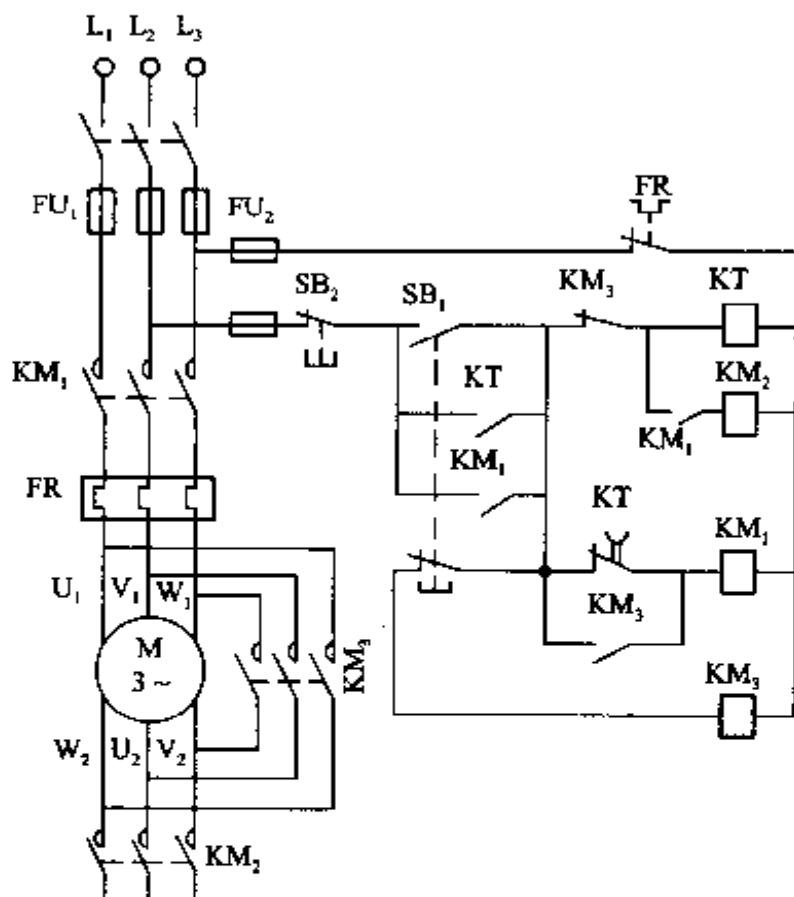 L₁ L₂ L₃
FU₁ FU₂ FR
SB₂ SB₁ KM₃ KT
KM₁ KT KM₂
KM₁ KM₁
FR KT KM₁
U₁ V₁ W₁ KM₃
M
3~
KM₃
KM₃
W₂ U₂ V₂
KM₂